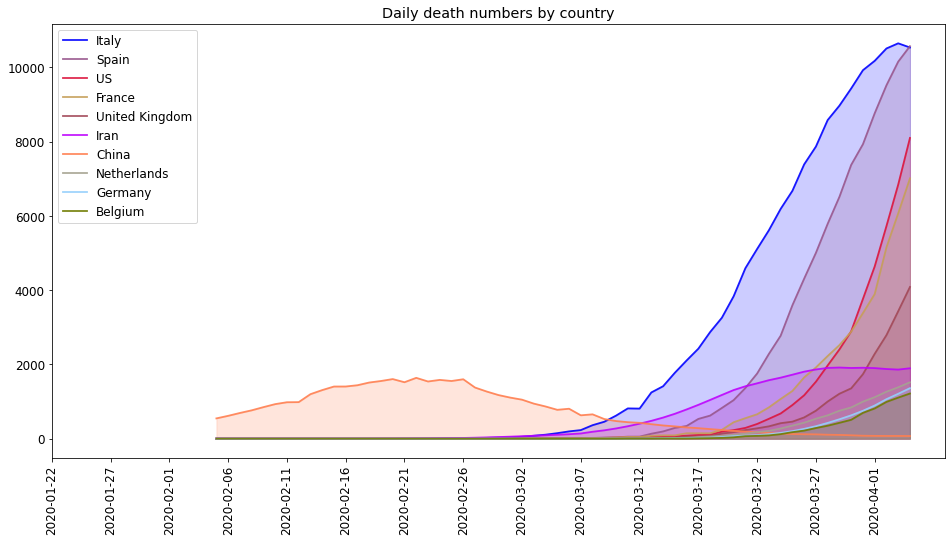 Daily death numbers by country
Italy
Spain
US
France
United Kingdom
Iran
China
Netherlands
Germany
Belgium
10000
8000
6000
4000
2000
0
2020-01-22
2020-01-27
2020-02-01
2020-02-06
2020-02-11
2020-02-16
2020-02-21
2020-02-26
2020-03-02
2020-03-07
2020-03-12
2020-03-17
2020-03-22
2020-03-27
2020-04-01